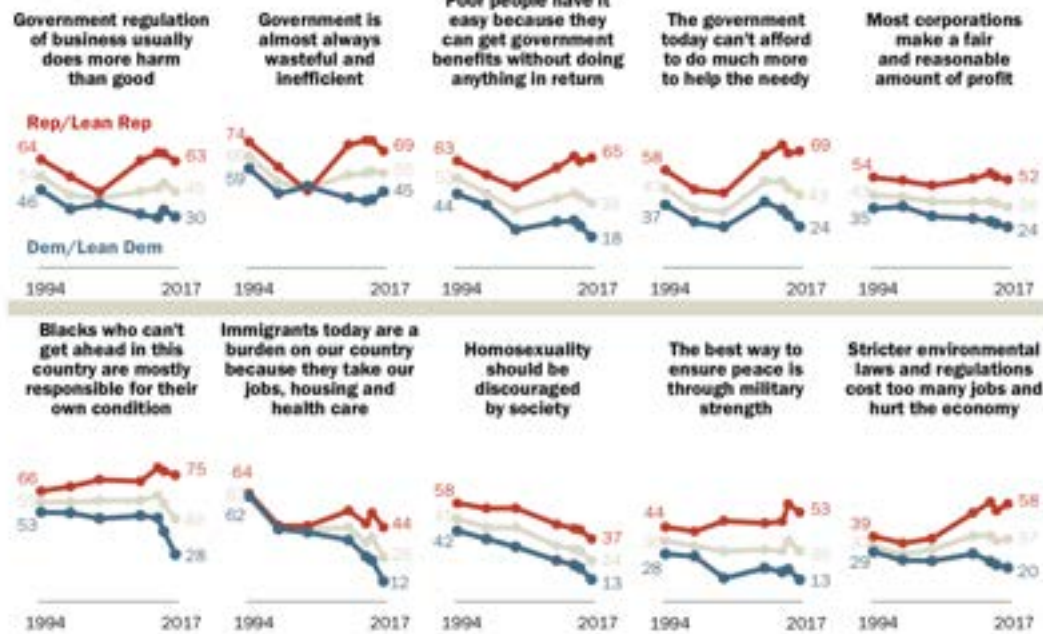 Government regulation
of business usually
does more harm
than good
Rep/Lean Rep
64
63
46
30
Dem/Lean Dem
1994
2017
Government is
almost always
wasteful and
inefficient
74
69
59
45
1994
2017
Poor people have it
easy because they
can get government
benefits without doing
anything in return
63
65
44
18
1994
2017
The government
today can't afford
to do much more
to help the needy
58
69
37
24
1994
2017
Most corporations
make a fair
and reasonable
amount of profit
54
52
35
24
1994
2017
Blacks who can't
get ahead in this
country are mostly
responsible for their
own condition
66
75
53
28
1994
2017
Immigrants today are a
burden on our country
because they take our
jobs, housing and
health care
64
44
62
12
1994
2017
Homosexuality
should be
discouraged
by society
58
37
42
13
1994
2017
The best way to
ensure peace is
through military
strength
44
53
28
13
1994
2017
Stricter environmental
laws and regulations
cost too many jobs and
hurt the economy
39
58
29
20
1994
2017